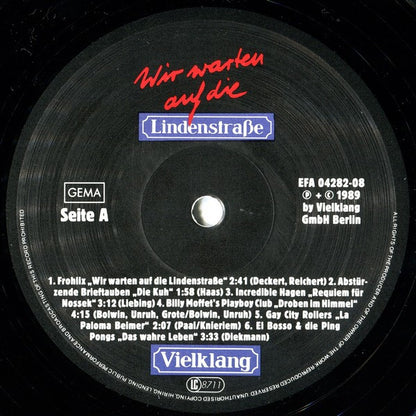 Wir warten
auf die
Lindenstraße
GEMA
Seite A
EFA 04282-08
Ⓟ + © 1989
by Vielklang
GmbH Berlin
1. Frohlix „Wir warten auf die Lindenstraße" 2:41 (Deckert, Reichert) 2. Abstür-
zende Brieftauben „Die Kuh" 1:58 (Haas) 3. Incredible Hagen "Requiem für
Nossek" 3:12 (Liebing) 4. Billy Moffet's Playboy Club „Droben im Himmel"
4:15 (Bolwin, Unruh, Grote/Bolwin, Unruh) 5. Gay City Rollers „La
Paloma Beimer" 2:07 (Paal/Knieriem) 6. El Bosso & die Ping
Pongs „Das wahre Leben" 3:33 (Diekmann)
Vielklang
LC 8711
ALL RIGHTS OF THE PRODUCER AND OF THE OWNER OF THE WORK REPRODUCED RESERVED. UNAUTHORISED COPYING, HIRING, LENDING, PUBLIC PERFORMANCE AND BROADCASTING OF THIS RECORD PROHIBITED